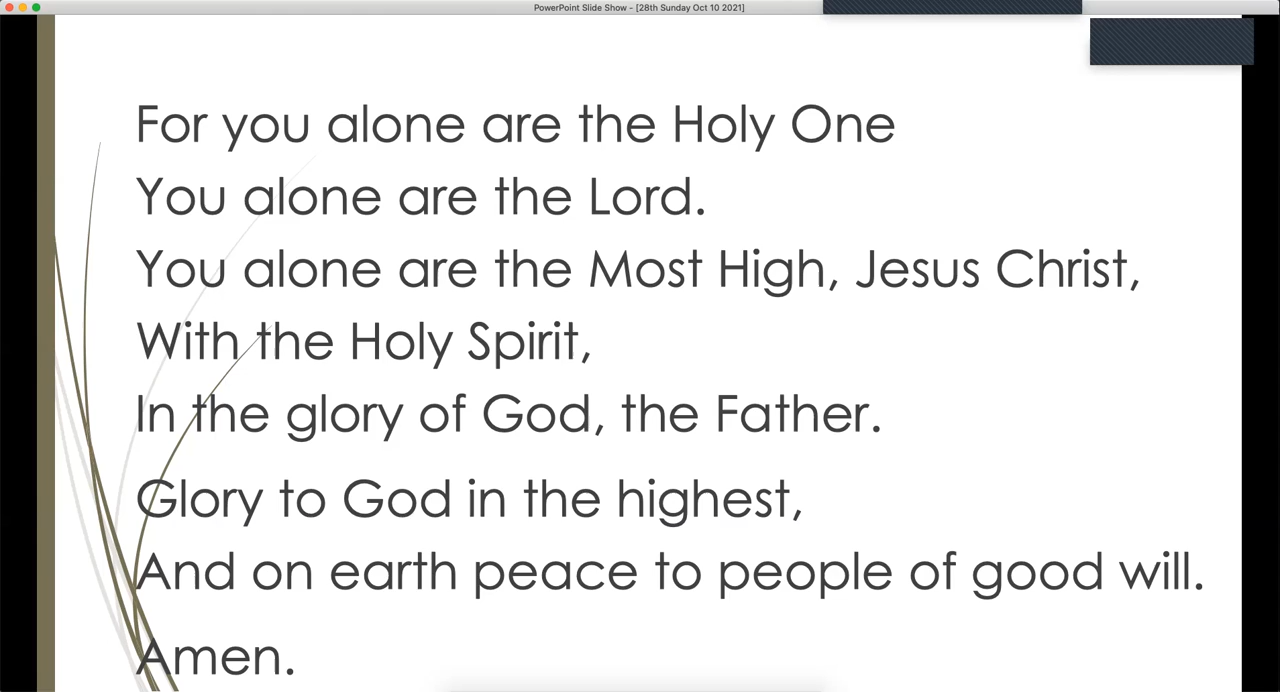 PowerPoint Slide Show - [28th Sunday Oct 10 2021]
For you alone are the Holy One
You alone are the Lord.
You alone are the Most High, Jesus Christ,
With the Holy Spirit,
In the glory of God, the Father.
Glory to God in the highest,
And on earth peace to people of good will.
Amen.